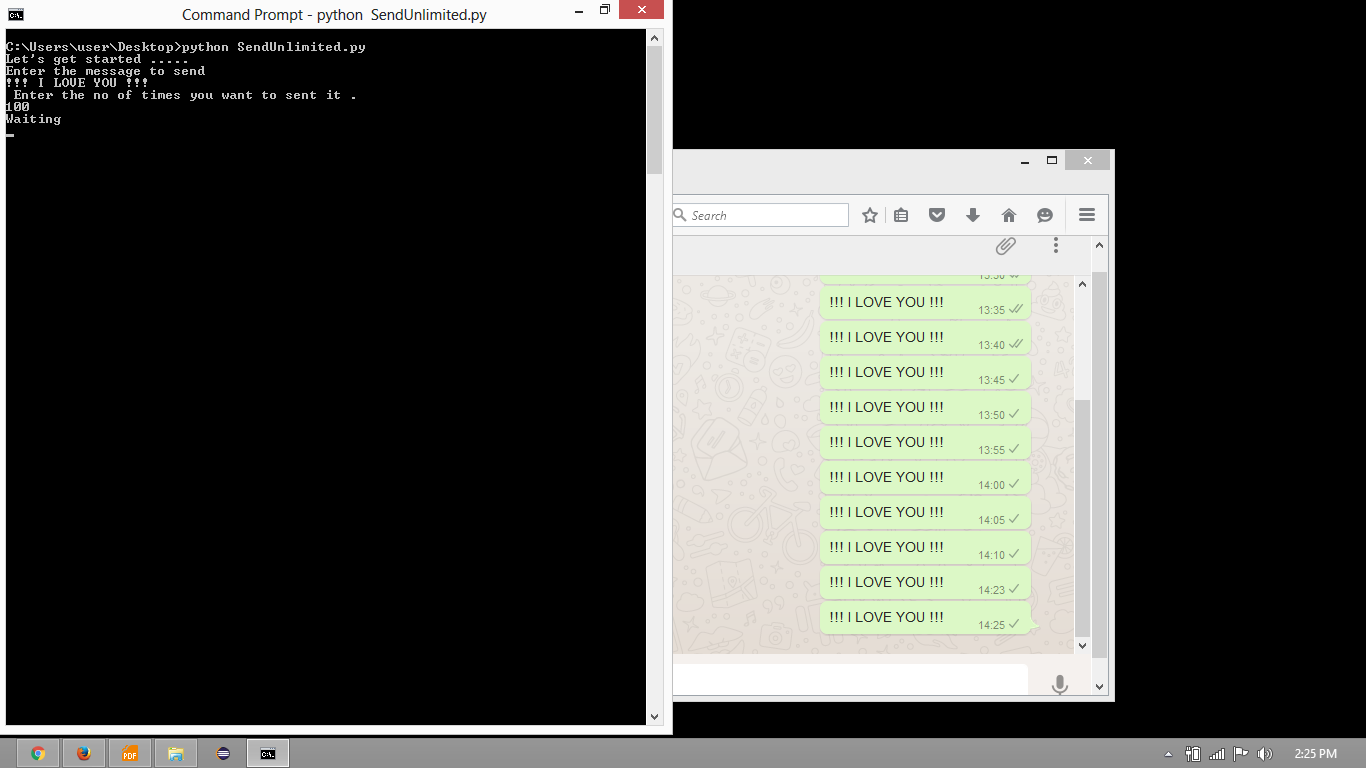 Command Prompt - python  SendUnlimited.py
C:\Users\user\Desktop>python SendUnlimited.py
Let's get started .....
Enter the message to send
!!! I LOVE YOU !!!
 Enter the no of times you want to sent it .
100
Waiting
Search
!!! I LOVE YOU !!! 13:35
!!! I LOVE YOU !!! 13:40
!!! I LOVE YOU !!! 13:45
!!! I LOVE YOU !!! 13:50
!!! I LOVE YOU !!! 13:55
!!! I LOVE YOU !!! 14:00
!!! I LOVE YOU !!! 14:05
!!! I LOVE YOU !!! 14:10
!!! I LOVE YOU !!! 14:23
!!! I LOVE YOU !!! 14:25
PDF
2:25 PM